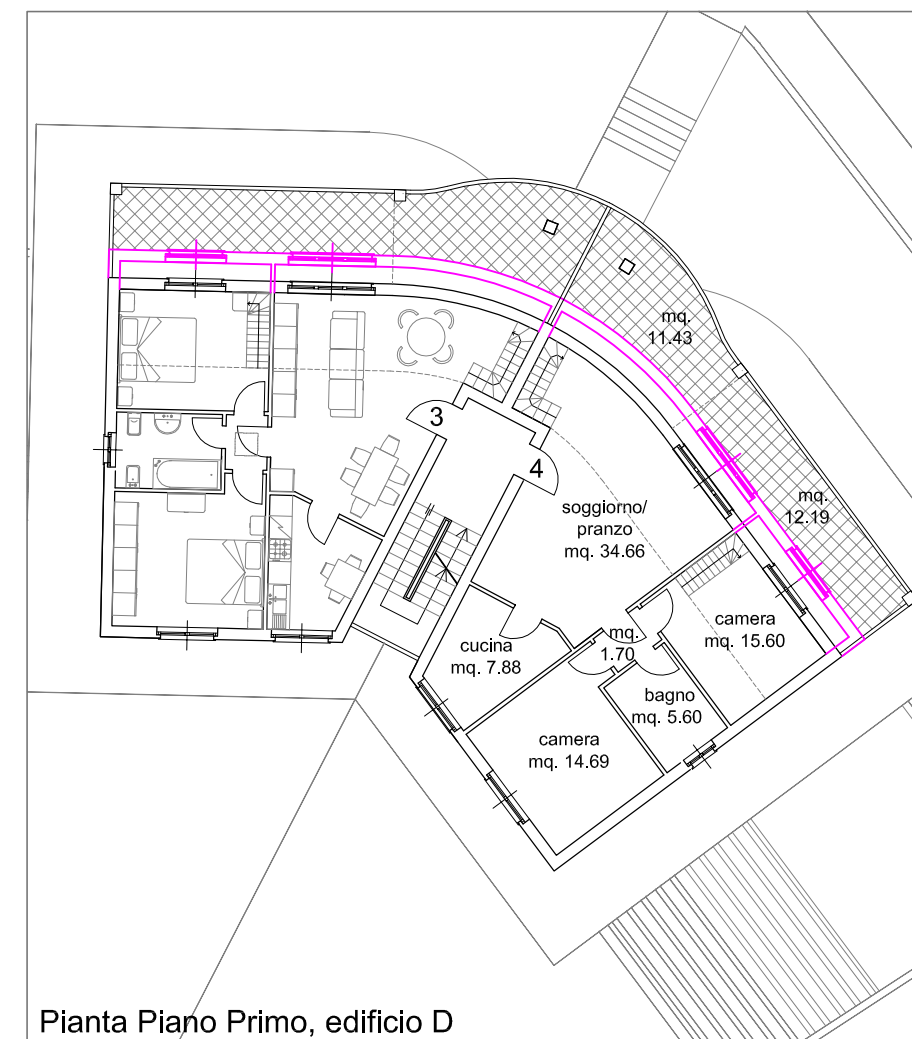 mq.
11.43
3
4
mq.
12.19
soggiorno/
pranzo
mq. 34.66
camera
mq. 15.60
mq.
1.70
cucina
mq. 7.88
bagno
mq. 5.60
camera
mq. 14.69
Pianta Piano Primo, edificio D